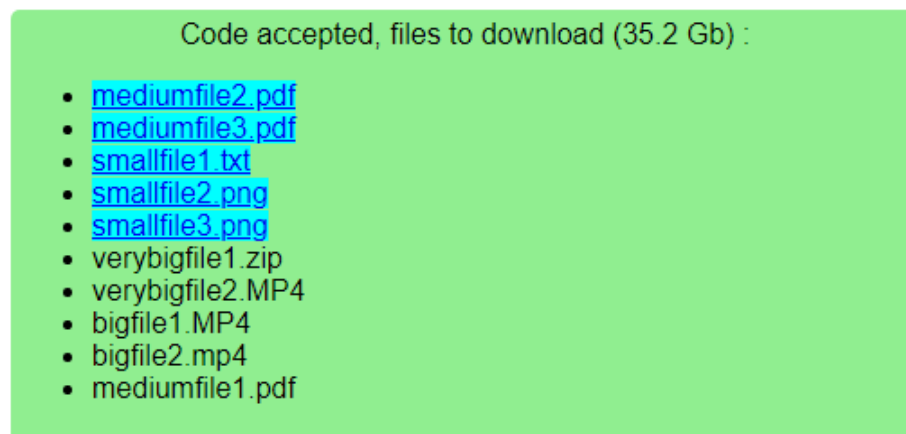 Code accepted, files to download (35.2 Gb) :
mediumfile2.pdf
mediumfile3.pdf
smallfile1.txt
smallfile2.png
smallfile3.png
verybigfile1.zip
verybigfile2.MP4
bigfile1.MP4
bigfile2.mp4
mediumfile1.pdf